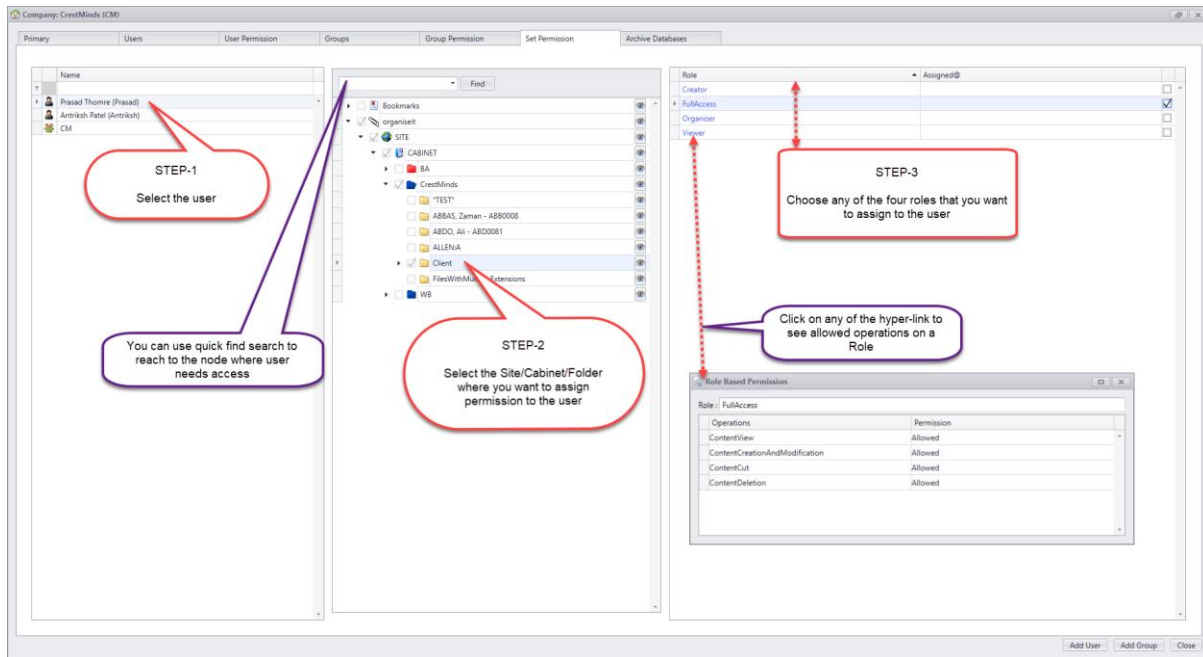 Company: CrestMinds (CM)
Primary Users User Permission Groups Group Permission Set Permission Archive Databases
Name
Prasad Thomre (Prasad)
Antriksh Patel (Antriksh)
CM
STEP-1
Select the user
You can use quick find search to
reach to the node where user
needs access
Find
Bookmarks
organiseit
SITE
CABINET
BA
CrestMinds
"TEST"
ABBAS, Zaman - ABB0008
ABDO, Ali - ABD0081
ALLEN;A
Client
FilesWithMu Extensions
WB
STEP-2
Select the Site/Cabinet/Folder
where you want to assign
permission to the user
Role Assigned@
Creator
FullAccess
Organizer
Viewer
STEP-3
Choose any of the four roles that you want
to assign to the user
Click on any of the hyper-link to
see allowed operations on a
Role
Role Based Permission
Role : FullAccess
Operations Permission
ContentView Allowed
ContentCreationAndModification Allowed
ContentCut Allowed
ContentDeletion Allowed
Add User Add Group Close